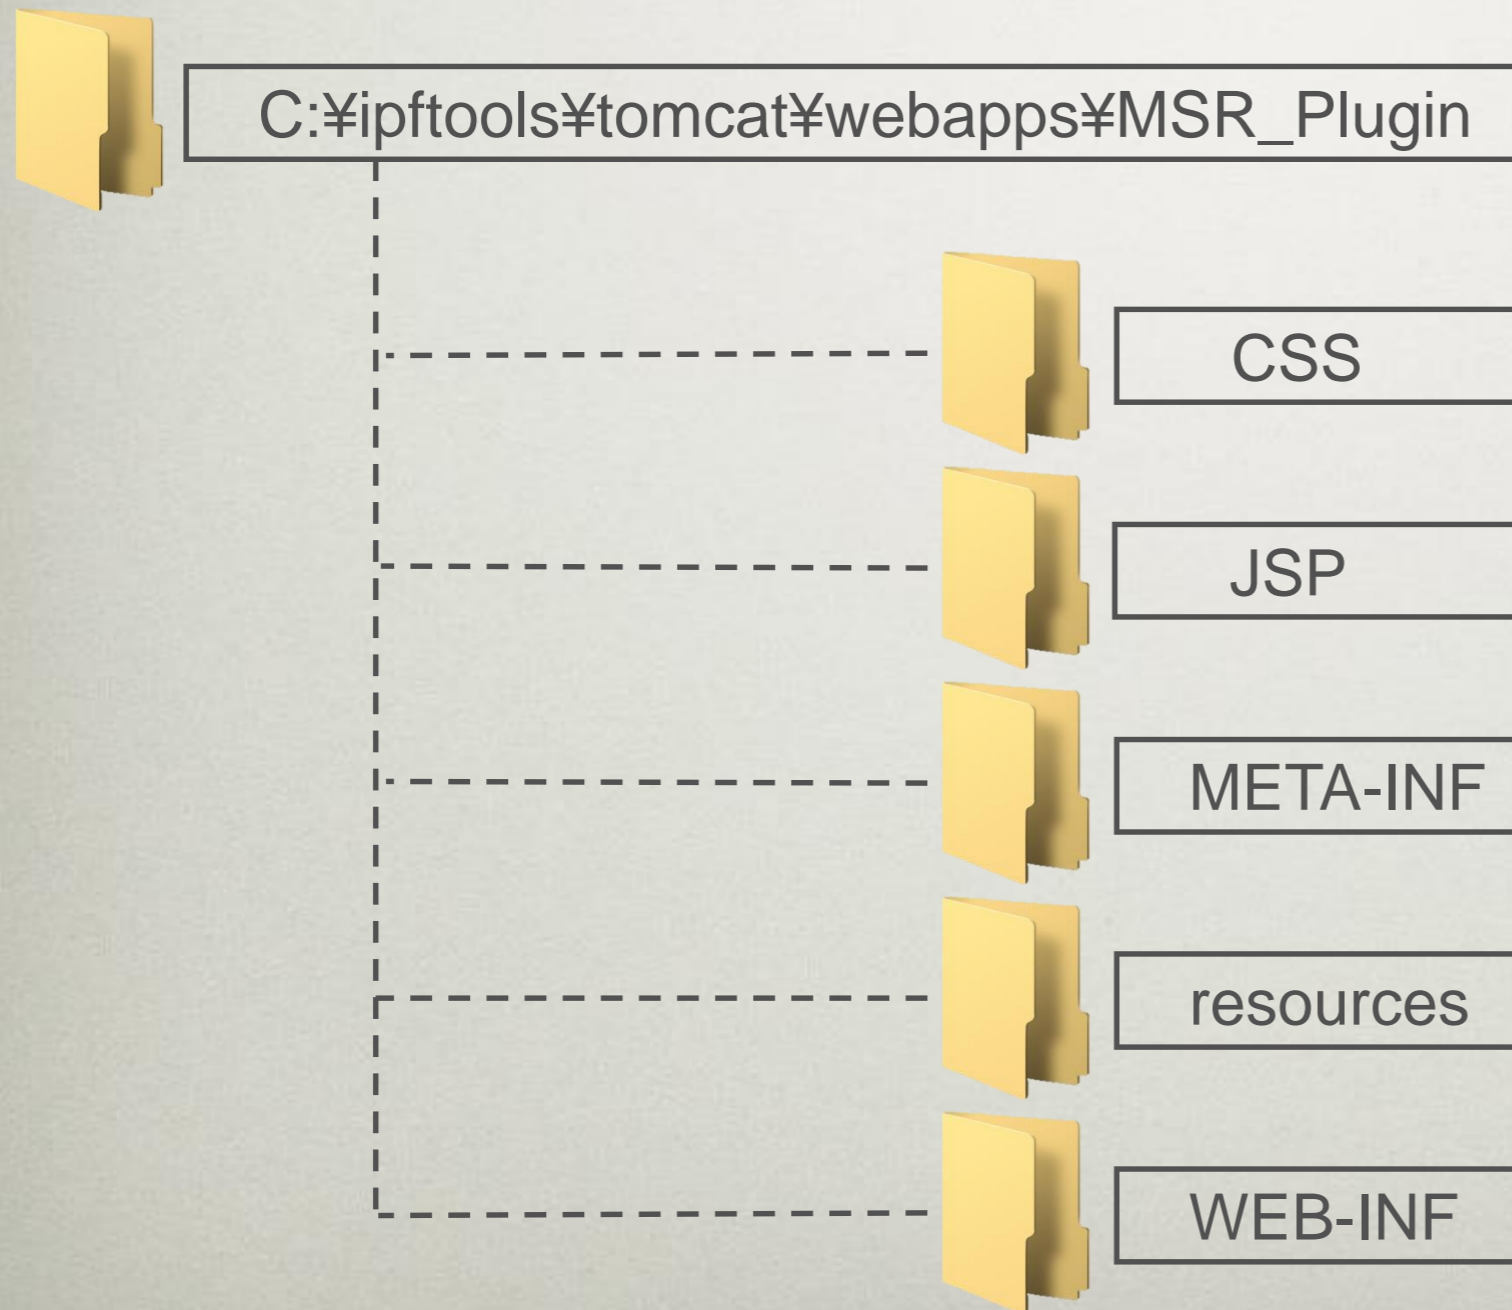 C:¥ipftools¥tomcat¥webapps¥MSR_Plugin
CSS
JSP
META-INF
resources
WEB-INF